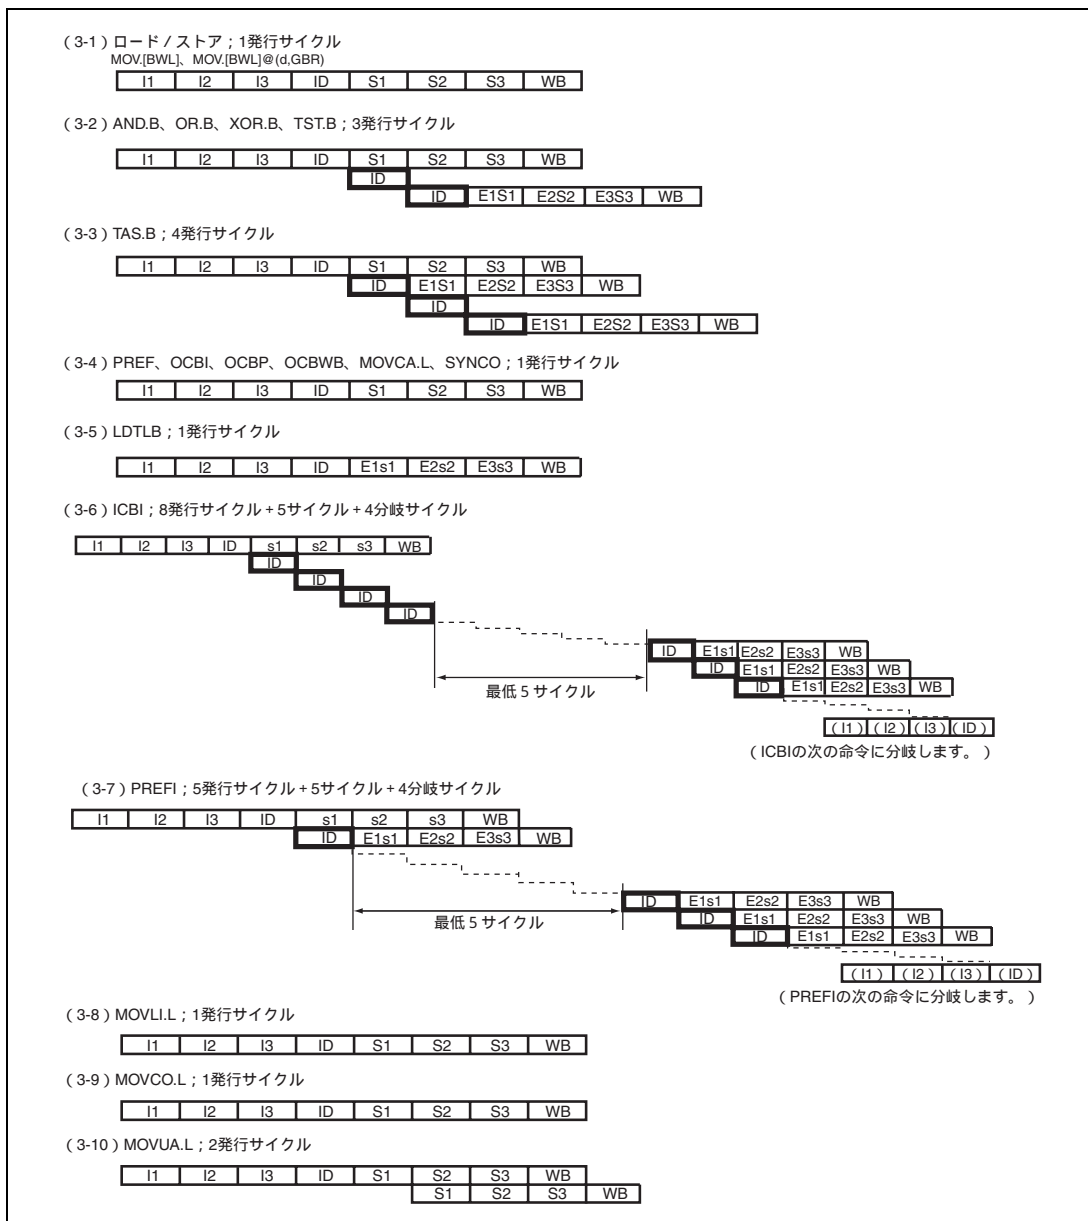 ( 3-1 ) ロード / ストア ; 1発行サイクル
MOV.[BWL]、MOV.[BWL]@(d,GBR)
I1 I2 I3 ID S1 S2 S3 WB
( 3-2 ) AND.B、OR.B、XOR.B、TST.B ; 3発行サイクル
I1 I2 I3 ID S1 S2 S3 WB
ID
ID E1S1 E2S2 E3S3 WB
( 3-3 ) TAS.B ; 4発行サイクル
I1 I2 I3 ID S1 S2 S3 WB
ID E1S1 E2S2 E3S3 WB
ID
ID E1S1 E2S2 E3S3 WB
( 3-4 ) PREF、OCBI、OCBP、OCBWB、MOVCA.L、SYNCO ; 1発行サイクル
I1 I2 I3 ID S1 S2 S3 WB
( 3-5 ) LDTLB ; 1発行サイクル
I1 I2 I3 ID E1s1 E2s2 E3s3 WB
( 3-6 ) ICBI ; 8発行サイクル + 5サイクル + 4分岐サイクル
I1 I2 I3 ID s1 s2 s3 WB
ID
ID
ID
ID
ID E1s1 E2s2 E3s3 WB
ID E1s1 E2s2 E3s3 WB
最低 5 サイクル
ID E1s1 E2s2 E3s3 WB
( I1 ) ( I2 ) ( I3 ) ( ID )
( ICBIの次の命令に分岐します。 )
( 3-7 ) PREFI ; 5発行サイクル + 5サイクル + 4分岐サイクル
I1 I2 I3 ID s1 s2 s3 WB
ID E1s1 E2s2 E3s3 WB
ID E1s1 E2s2 E3s3 WB
最低 5 サイクル
ID E1s1 E2s2 E3s3 WB
ID E1s1 E2s2 E3s3 WB
( I1 ) ( I2 ) ( I3 ) ( ID )
( PREFIの次の命令に分岐します。 )
( 3-8 ) MOVLI.L ; 1発行サイクル
I1 I2 I3 ID S1 S2 S3 WB
( 3-9 ) MOVCO.L ; 1発行サイクル
I1 I2 I3 ID S1 S2 S3 WB
( 3-10 ) MOVUA.L ; 2発行サイクル
I1 I2 I3 ID S1 S2 S3 WB
S1 S2 S3 WB